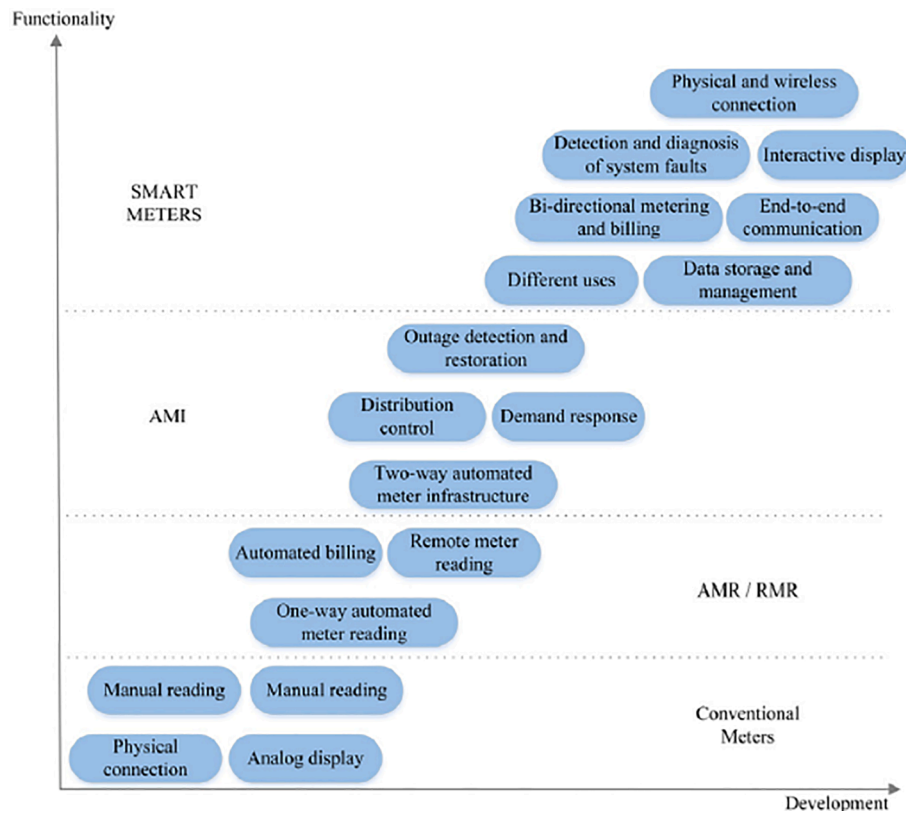 Functionality
Physical and wireless
connection
Detection and diagnosis
of system faults
Interactive display
SMART
METERS
Bi-directional metering
and billing
End-to-end
communication
Different uses
Data storage and
management
Outage detection and
restoration
AMI
Distribution
control
Demand response
Two-way automated
meter infrastructure
Automated billing
Remote meter
reading
AMR / RMR
One-way automated
meter reading
Manual reading
Manual reading
Conventional
Meters
Physical
connection
Analog display
Development